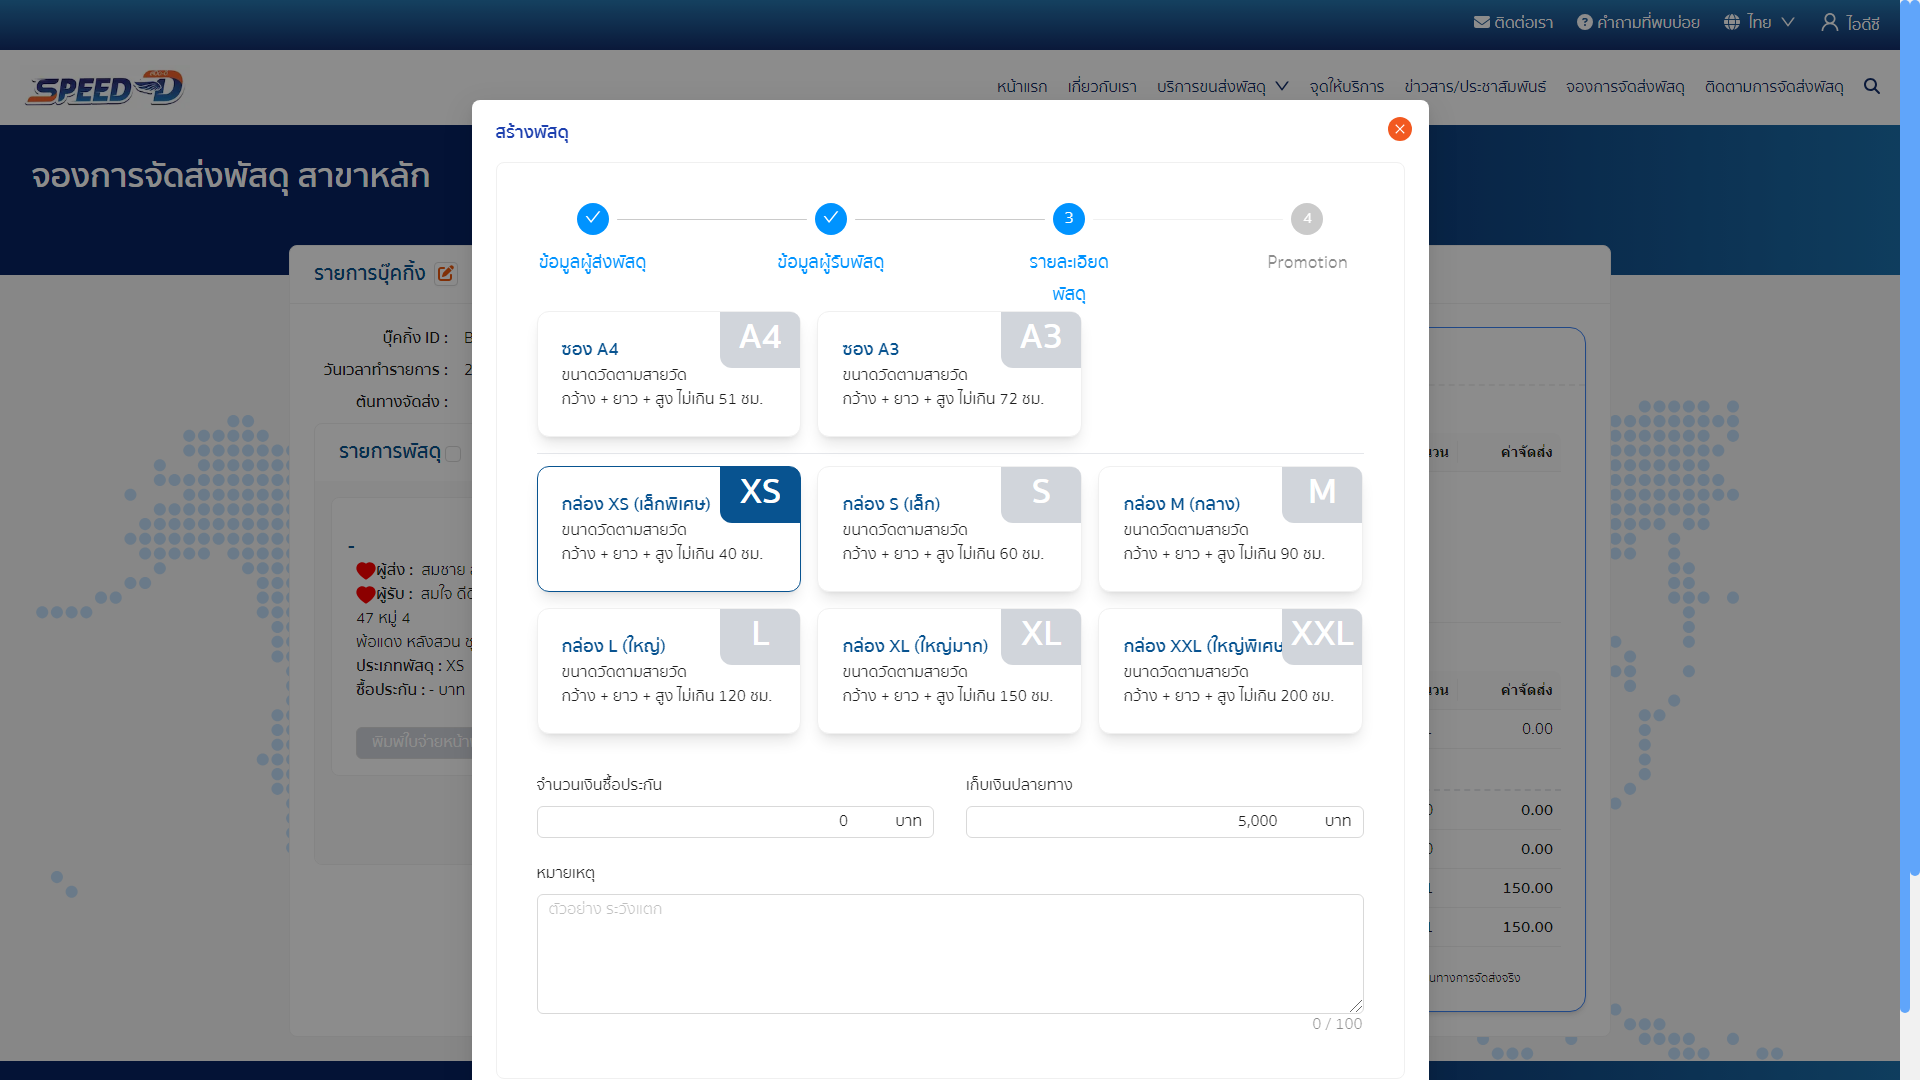 ติดต่อเรา คำถามที่พบบ่อย ไทย ไอดีซี
SPEED-D
หน้าแรก เกี่ยวกับเรา บริการขนส่งพัสดุ จุดให้บริการ ข่าวสาร/ประชาสัมพันธ์ จองการจัดส่งพัสดุ ติดตามการจัดส่งพัสดุ
จองการจัดส่งพัสดุ สาขาหลัก
รายการบุ๊คกิ้ง
บุ๊คกิ้ง ID :
วันเวลาทำรายการ : 2
ต้นทางจัดส่ง :
รายการพัสดุ
-
ผู้ส่ง : สมชาย
ผู้รับ : สมใจ
47 หมู่ 4
พ้อแดง หลังสวน
ประเภทพัสดุ : XS
ซื้อประกัน : - บาท
พิมพ์ใบจ่ายหน้า
สร้างพัสดุ
ข้อมูลผู้ส่งพัสดุ
ข้อมูลผู้รับพัสดุ
3
รายละเอียด
พัสดุ
4
Promotion
ซอง A4
A4
ขนาดวัดตามสายวัด
กว้าง + ยาว + สูง ไม่เกิน 51 ซม.
ซอง A3
A3
ขนาดวัดตามสายวัด
กว้าง + ยาว + สูง ไม่เกิน 72 ซม.
กล่อง XS (เล็กพิเศษ)
XS
ขนาดวัดตามสายวัด
กว้าง + ยาว + สูง ไม่เกิน 40 ซม.
กล่อง S (เล็ก)
S
ขนาดวัดตามสายวัด
กว้าง + ยาว + สูง ไม่เกิน 60 ซม.
กล่อง M (กลาง)
M
ขนาดวัดตามสายวัด
กว้าง + ยาว + สูง ไม่เกิน 90 ซม.
กล่อง L (ใหญ่)
L
ขนาดวัดตามสายวัด
กว้าง + ยาว + สูง ไม่เกิน 120 ซม.
กล่อง XL (ใหญ่มาก)
XL
ขนาดวัดตามสายวัด
กว้าง + ยาว + สูง ไม่เกิน 150 ซม.
กล่อง XXL (ใหญ่พิเศษ
XXL
ขนาดวัดตามสายวัด
กว้าง + ยาว + สูง ไม่เกิน 200 ซม.
จำนวนเงินซื้อประกัน
0 บาท
เก็บเงินปลายทาง
5,000 บาท
หมายเหตุ
ตัวอย่าง ระวังแตก
0 / 100
ค่าจัดส่ง
ค่าจัดส่ง
0.00
0.00
0.00
150.00
150.00
นทางการจัดส่งจริง